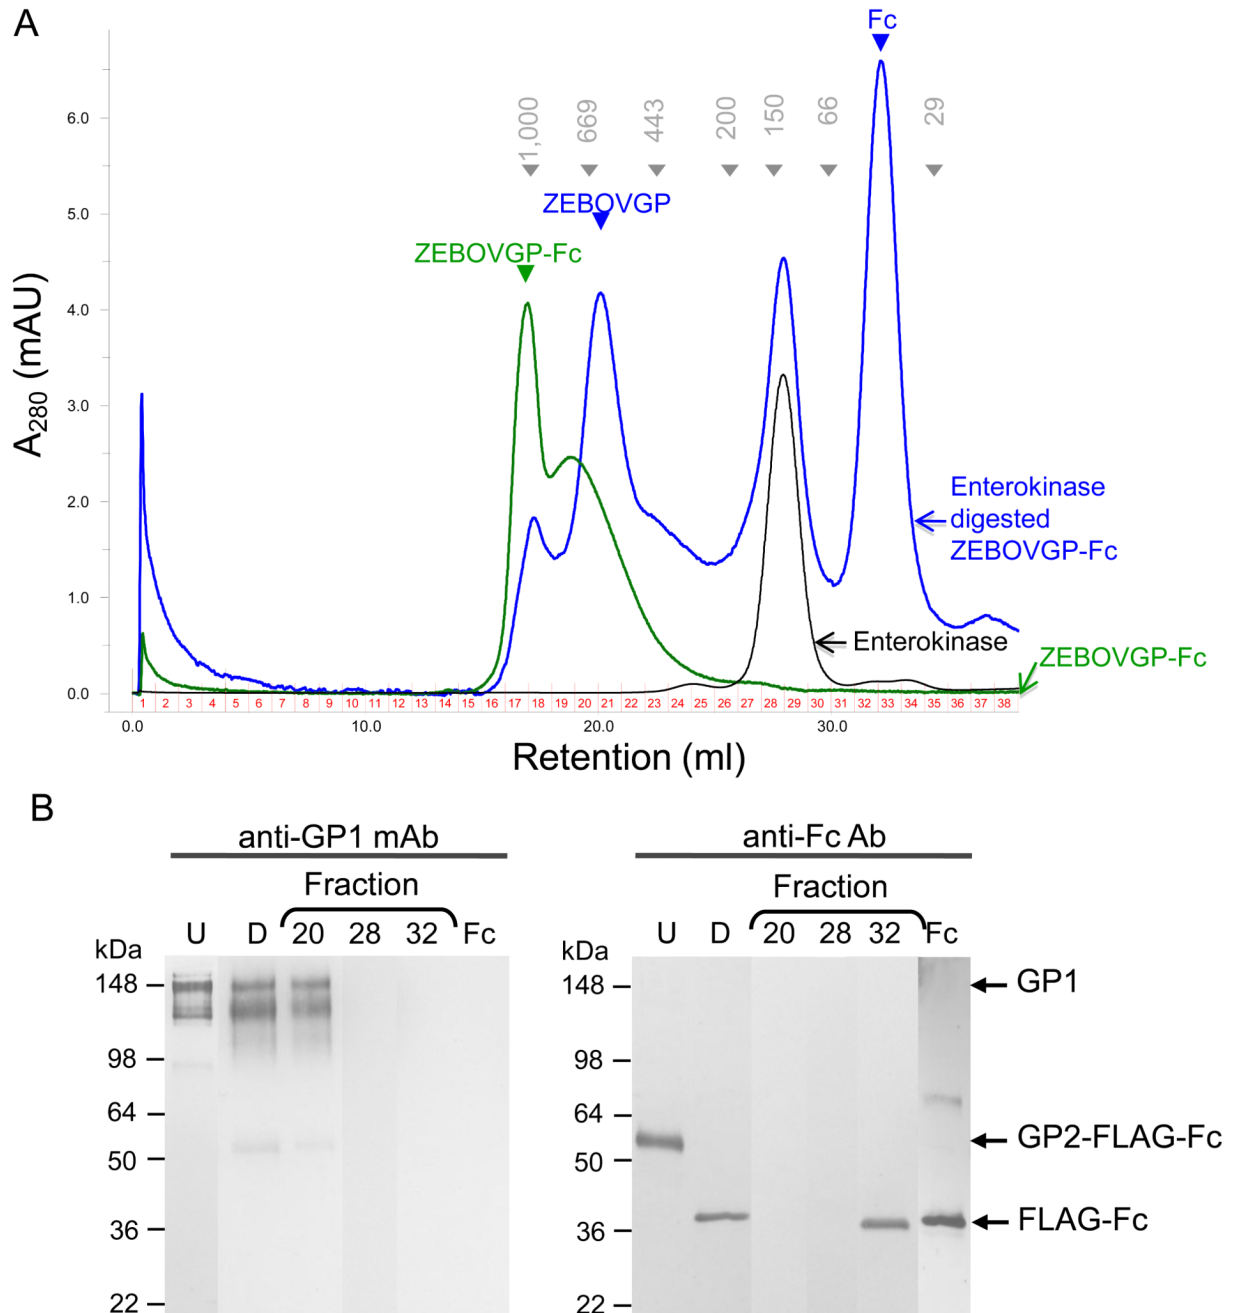 A
Fc
1,000
669
443
200
150
66
29
ZEBOVGP
ZEBOVGP-Fc
A280 (mAU)
6.0
5.0
4.0
3.0
2.0
1.0
0.0
Enterokinase
digested
ZEBOVGP-Fc
Enterokinase
ZEBOVGP-Fc
1 2 3 4 5 6 7 8 9 10 11 12 13 14 15 16 17 18 19 20 21 22 23 24 25 26 27 28 29 30 31 32 33 34 35 36 37 38
0.0 10.0 20.0 30.0
Retention (ml)
B
anti-GP1 mAb
Fraction
U D 20 28 32 Fc
kDa
148
98
64
50
36
22
anti-Fc Ab
Fraction
U D 20 28 32 Fc
kDa
148
98
64
50
36
22
GP1
GP2-FLAG-Fc
FLAG-Fc